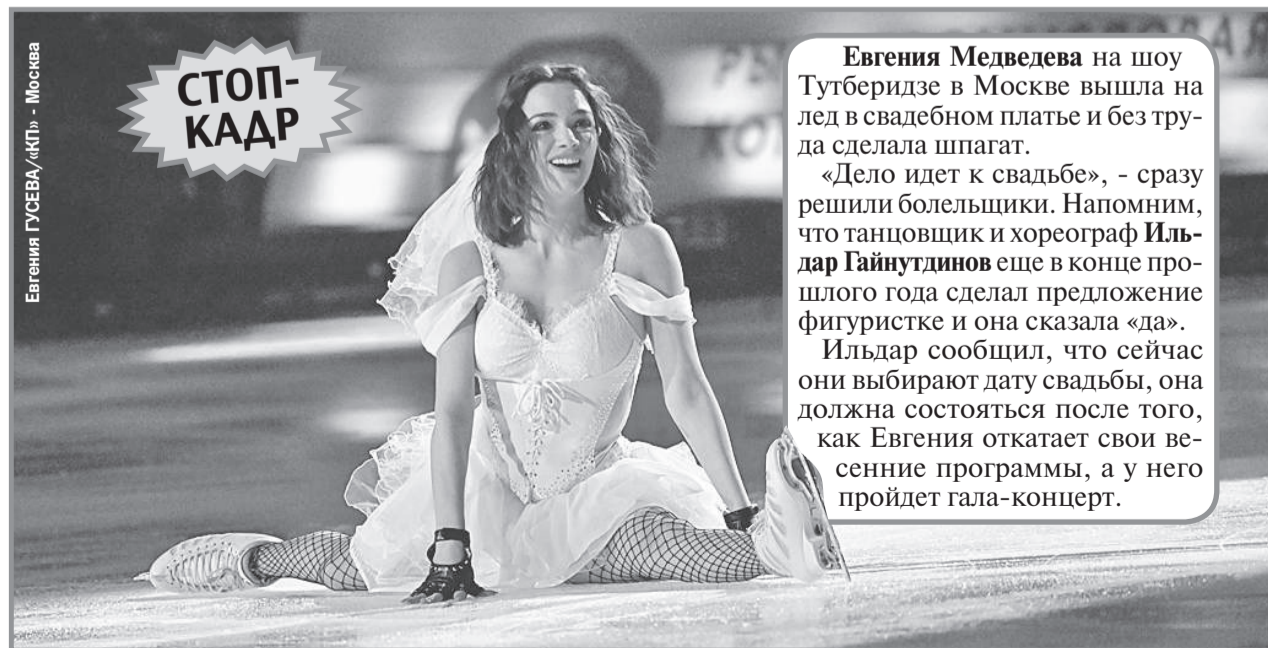 Евгения ГУСЕВА/«КП» - Москва
СТОП-
КАДР
Евгения Медведева на шоу
Тутберидзе в Москве вышла на
лед в свадебном платье и без тру-
да сделала шпагат.
«Дело идет к свадьбе», - сразу
решили болельщики. Напомним,
что танцовщик и хореограф Иль-
дар Гайнутдинов еще в конце про-
шлого года сделал предложение
фигуристке и она сказала «да».
Ильдар сообщил, что сейчас
они выбирают дату свадьбы, она
должна состояться после того,
как Евгения откатает свои ве-
сенние программы, а у него
пройдет гала-концерт.